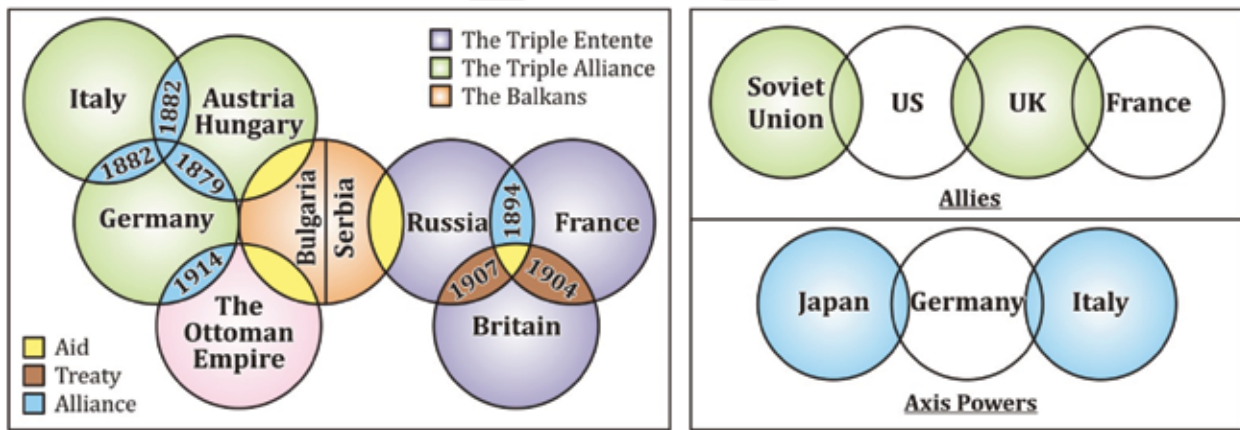 The Triple Entente
The Triple Alliance
The Balkans
Italy
Austria
Hungary
1882
1882
1879
Germany
1914
The
Ottoman
Empire
Bulgaria
Serbia
Russia
1894
France
1907
1904
Britain
Aid
Treaty
Alliance
Soviet
Union
US
UK
France
Allies
Japan
Germany
Italy
Axis Powers